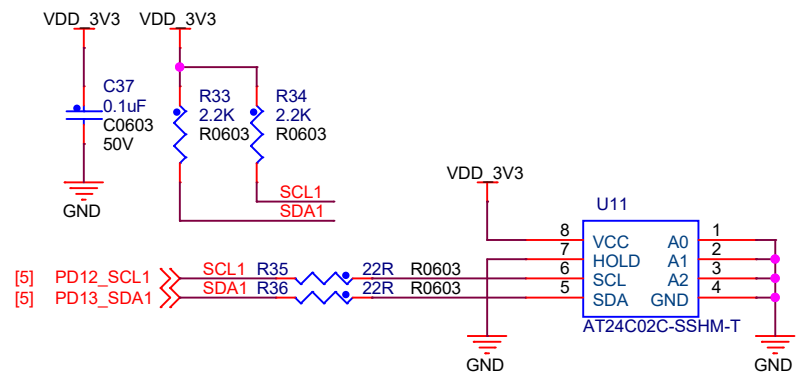 VDD_3V3 VDD_3V3
C37
0.1uF
C0603
50V
R33
2.2K
R0603
R34
2.2K
R0603
SCL1
SDA1
GND
VDD_3V3
U11
8 VCC A0 1
7 HOLD A1 2
6 SCL A2 3
5 SDA GND 4
AT24C02C-SSHM-T
[5] PD12_SCL1 SCL1 R35 22R R0603
[5] PD13_SDA1 SDA1 R36 22R R0603
GND GND